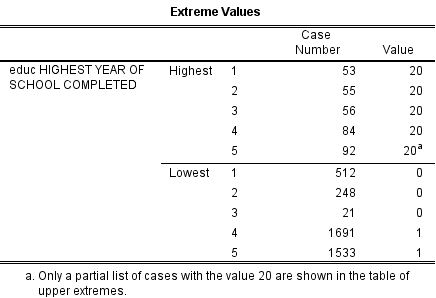 Extreme Values
Case
Number Value
educ HIGHEST YEAR OF Highest 1 53 20
SCHOOL COMPLETED 2 55 20
3 56 20
4 84 20
5 92 20a
Lowest 1 512 0
2 248 0
3 21 0
4 1691 1
5 1533 1
a. Only a partial list of cases with the value 20 are shown in the table of
upper extremes.